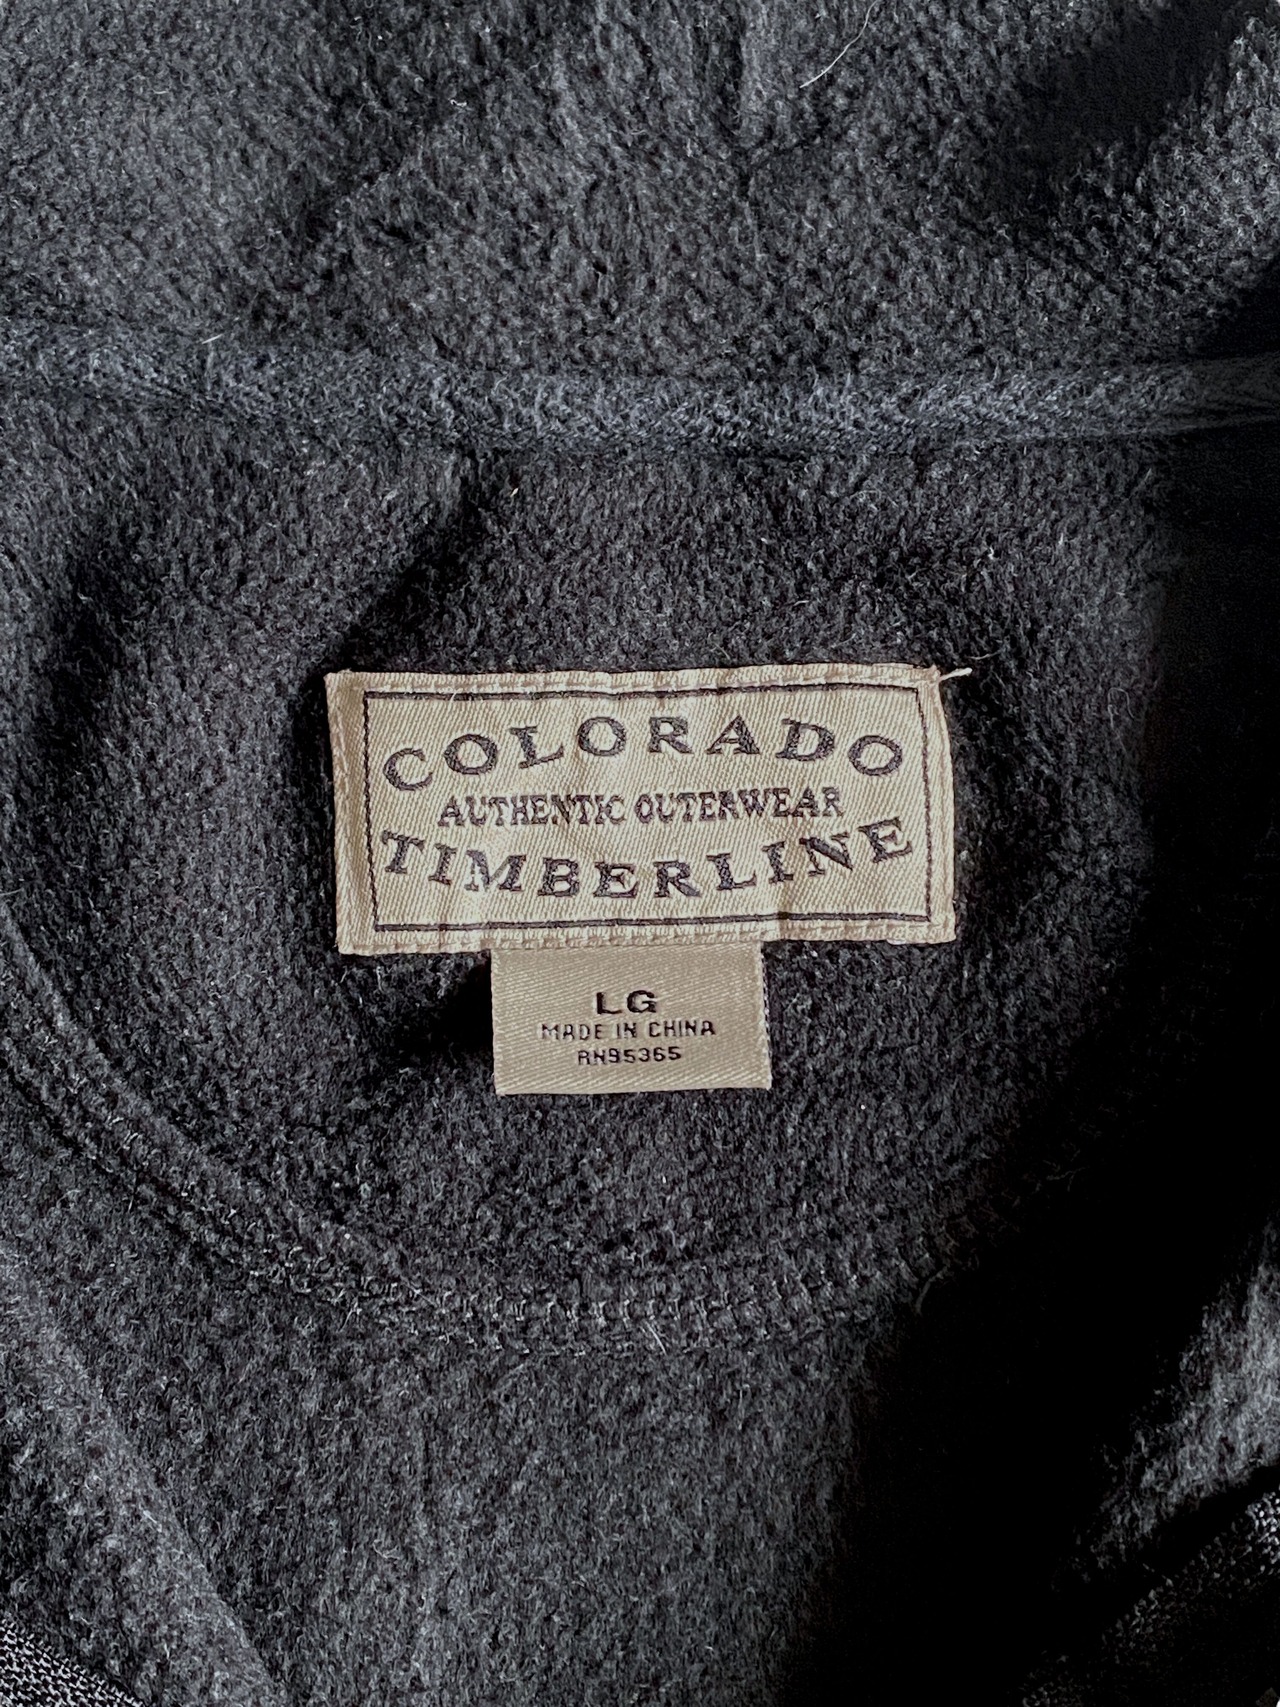 COLORADO
AUTHENTIC OUTERWEAR
TIMBERLINE
LG
MADE IN CHINA
RN95365